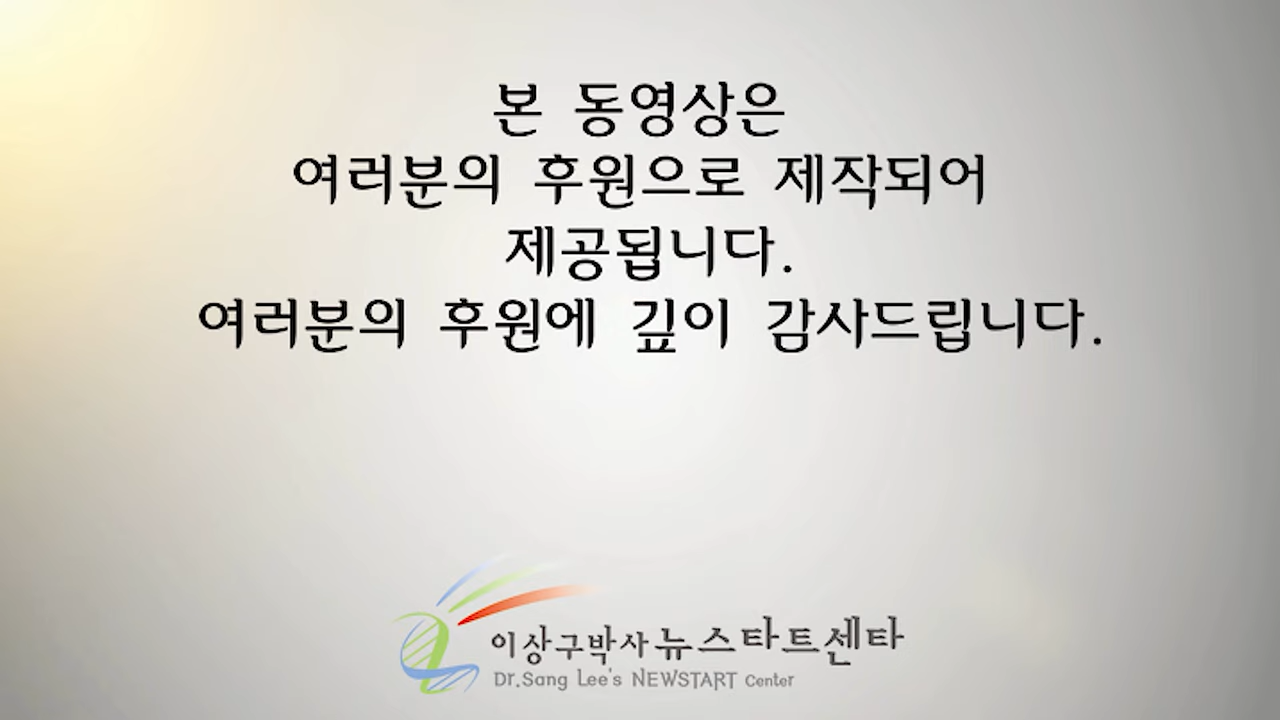 본 동영상은
여러분의 후원으로 제작되어
제공됩니다.
여러분의 후원에 깊이 감사드립니다.
이상구박사 뉴스타트센타
Dr.Sang Lee's NEWSTART Center